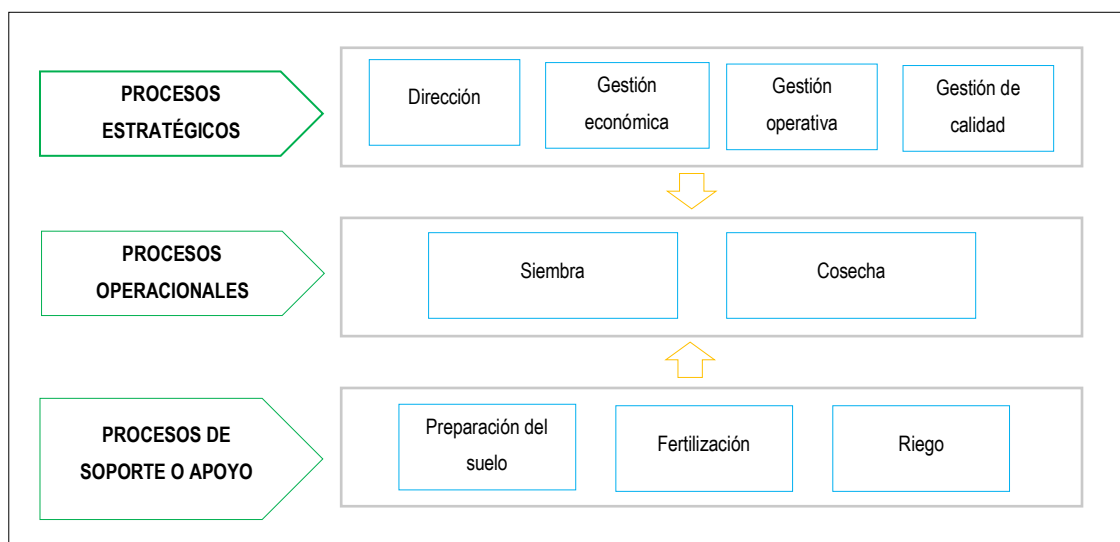 PROCESOS
ESTRATÉGICOS
Dirección
Gestión
económica
Gestión
operativa
Gestión de
calidad
PROCESOS
OPERACIONALES
Siembra
Cosecha
PROCESOS DE
SOPORTE O APOYO
Preparación del
suelo
Fertilización
Riego